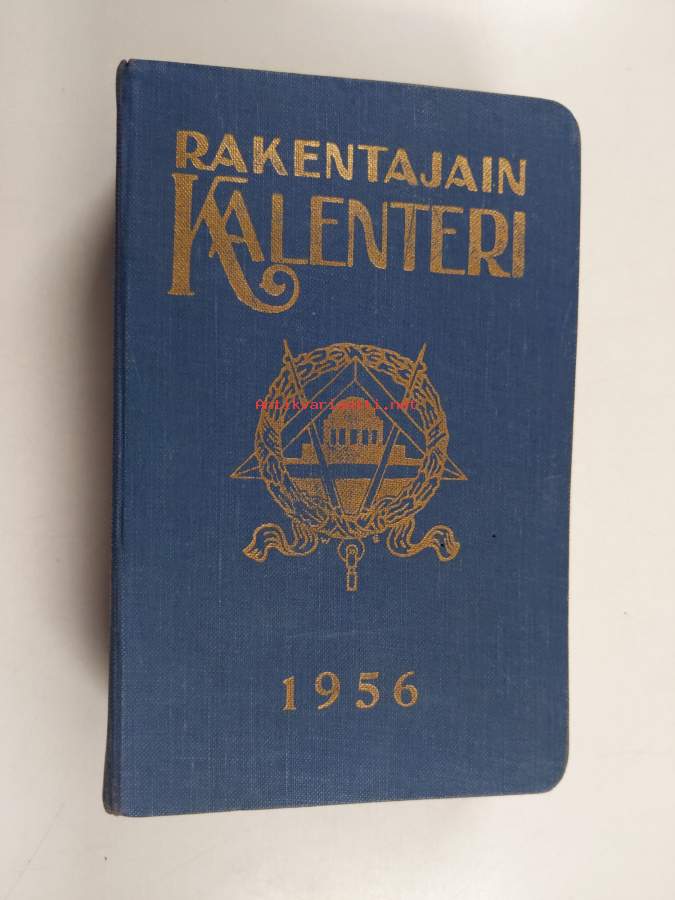 RAKENTAJAIN
KALENTERI
Antikvariaatti.net
W S
1956